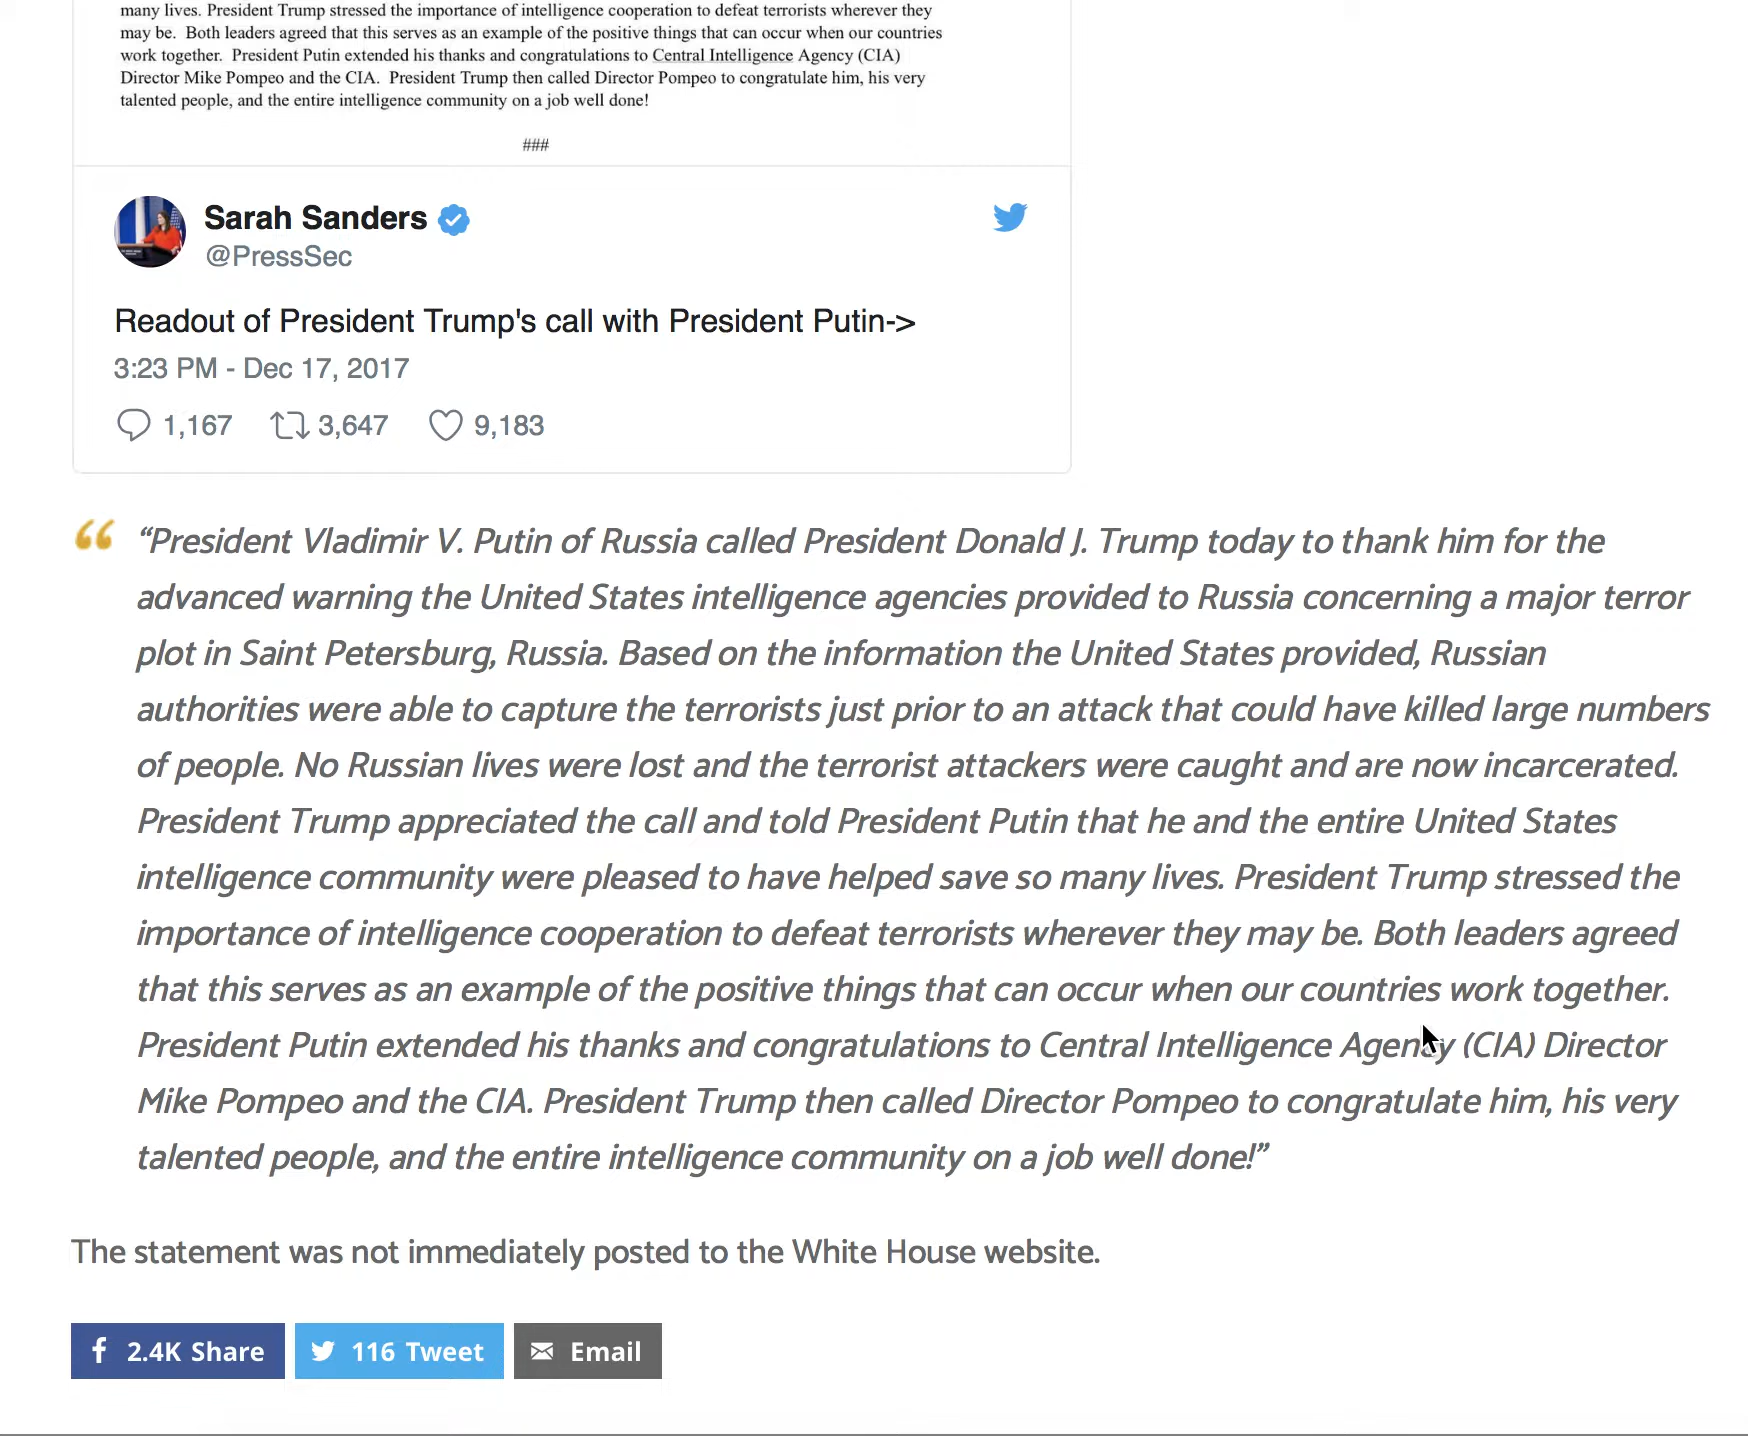 many lives. President Trump stressed the importance of intelligence cooperation to defeat terrorists wherever they
may be. Both leaders agreed that this serves as an example of the positive things that can occur when our countries
work together. President Putin extended his thanks and congratulations to Central Intelligence Agency (CIA)
Director Mike Pompeo and the CIA. President Trump then called Director Pompeo to congratulate him, his very
talented people, and the entire intelligence community on a job well done!
###
Sarah Sanders
@PressSec
Readout of President Trump's call with President Putin->
3:23 PM - Dec 17, 2017
1,167 3,647 9,183
“President Vladimir V. Putin of Russia called President Donald J. Trump today to thank him for the
advanced warning the United States intelligence agencies provided to Russia concerning a major terror
plot in Saint Petersburg, Russia. Based on the information the United States provided, Russian
authorities were able to capture the terrorists just prior to an attack that could have killed large numbers
of people. No Russian lives were lost and the terrorist attackers were caught and are now incarcerated.
President Trump appreciated the call and told President Putin that he and the entire United States
intelligence community were pleased to have helped save so many lives. President Trump stressed the
importance of intelligence cooperation to defeat terrorists wherever they may be. Both leaders agreed
that this serves as an example of the positive things that can occur when our countries work together.
President Putin extended his thanks and congratulations to Central Intelligence Agency (CIA) Director
Mike Pompeo and the CIA. President Trump then called Director Pompeo to congratulate him, his very
talented people, and the entire intelligence community on a job well done!”
The statement was not immediately posted to the White House website.
2.4K Share 116 Tweet Email